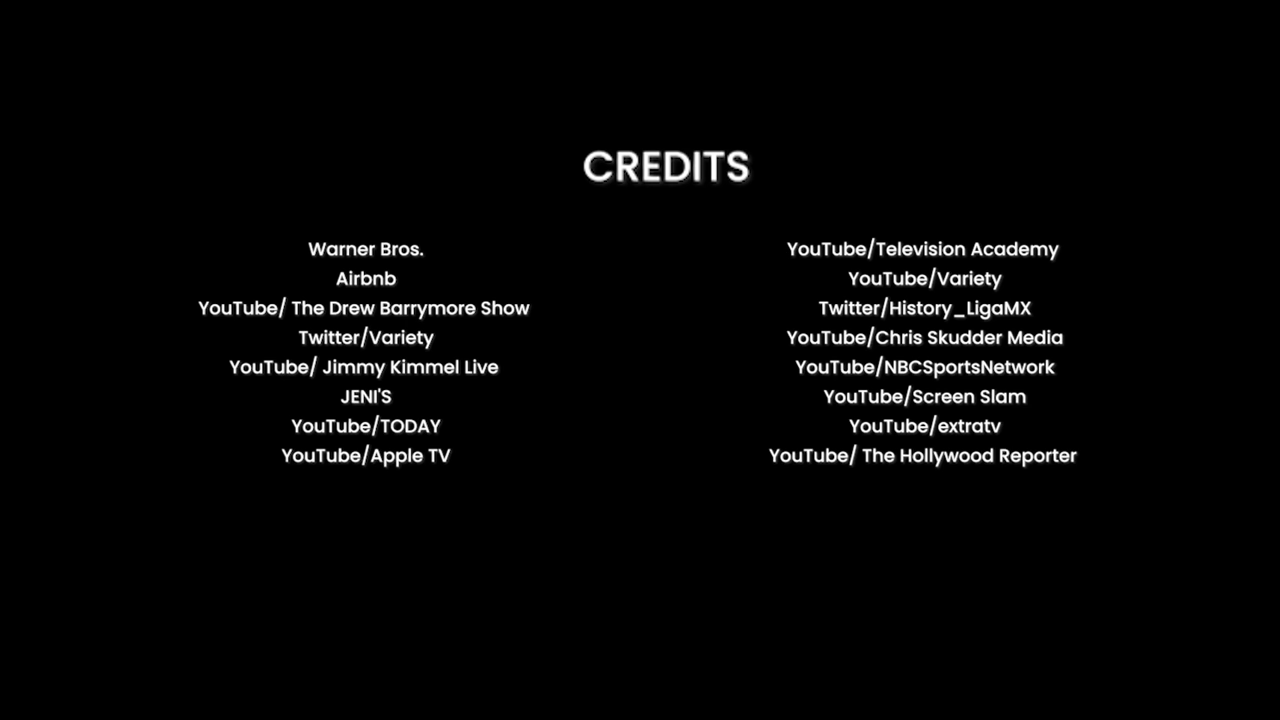 CREDITS
Warner Bros.
Airbnb
YouTube/ The Drew Barrymore Show
Twitter/Variety
YouTube/ Jimmy Kimmel Live
JENI'S
YouTube/TODAY
YouTube/Apple TV
YouTube/Television Academy
YouTube/Variety
Twitter/History_LigaMX
YouTube/Chris Skudder Media
YouTube/NBCSportsNetwork
YouTube/Screen Slam
YouTube/extratv
YouTube/ The Hollywood Reporter